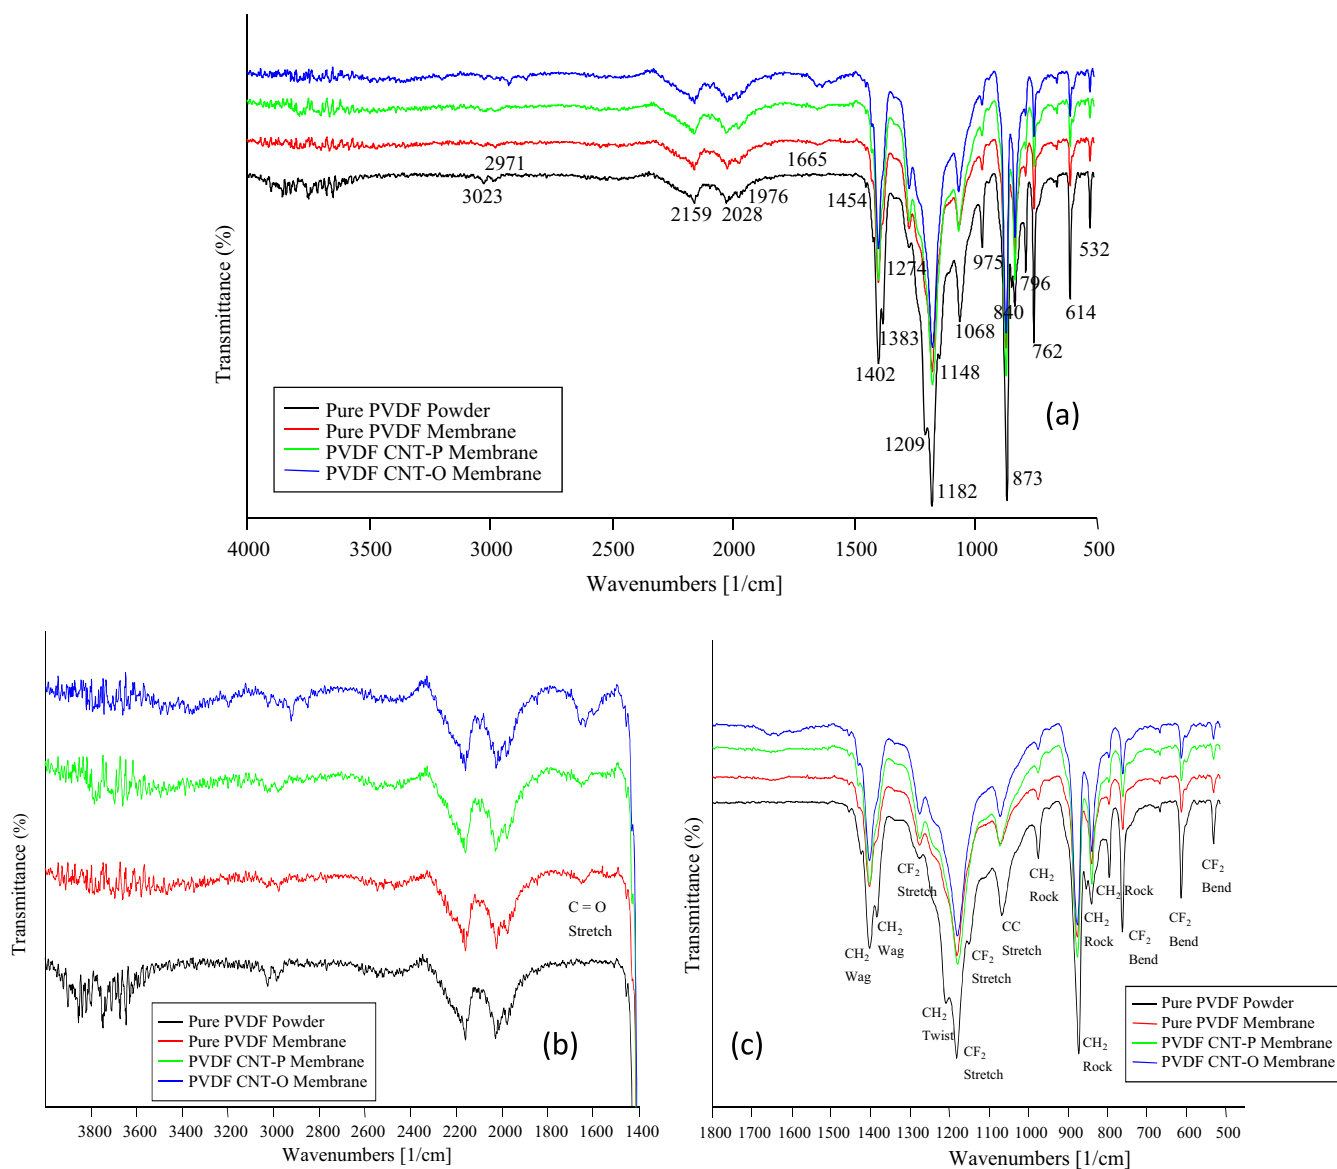 2971
3023
2159
2028
1976
1665
1454
1274
1383
1402
1148
1209
1182
1068
975
840
796
762
873
614
532
Transmittance (%)
(a)
Pure PVDF Powder
Pure PVDF Membrane
PVDF CNT-P Membrane
PVDF CNT-O Membrane
4000 3500 3000 2500 2000 1500 1000 500
Wavenumbers [1/cm]
Transmittance (%)
C = O
Stretch
(b)
Pure PVDF Powder
Pure PVDF Membrane
PVDF CNT-P Membrane
PVDF CNT-O Membrane
3800 3600 3400 3200 3000 2800 2600 2400 2200 2000 1800 1600 1400
Wavenumbers [1/cm]
Transmittance (%)
CH₂
Wag
CH₂
Wag
CF₂
Stretch
CH₂
Twist
CF₂
Stretch
CF₂
Stretch
CC
Stretch
CH₂
Rock
CH₂
Rock
CH₂ Rock
CH₂
Rock
CF₂
Bend
CF₂
Bend
CF₂
Bend
(c)
Pure PVDF Powder
Pure PVDF Membrane
PVDF CNT-P Membrane
PVDF CNT-O Membrane
1800 1700 1600 1500 1400 1300 1200 1100 1000 900 800 700 600 500
Wavenumbers [1/cm]